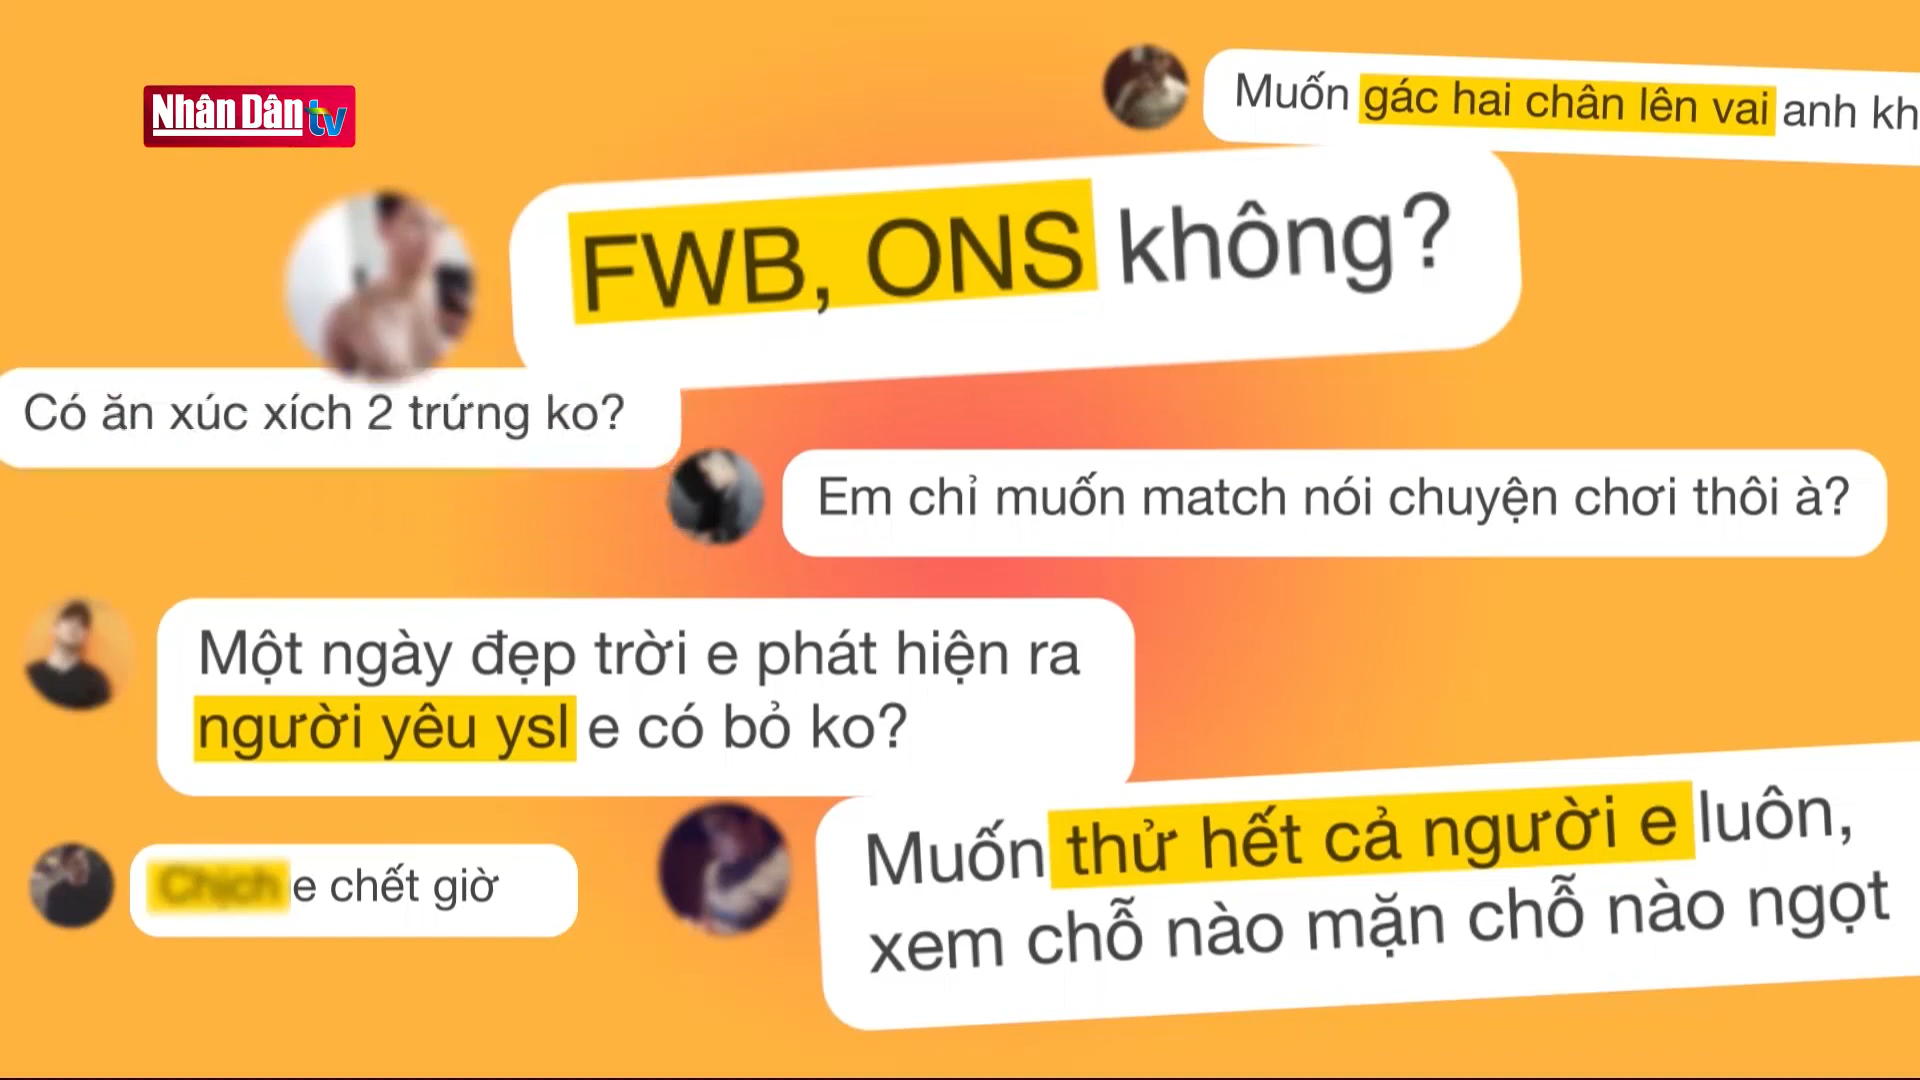 Nhân Dân tv
Muốn gác hai chân lên vai anh kh
FWB, ONS không?
Có ăn xúc xích 2 trứng ko?
Em chỉ muốn match nói chuyện chơi thôi à?
Một ngày đẹp trời e phát hiện ra
người yêu ysl e có bỏ ko?
e chết giờ
Muốn thử hết cả người e luôn,
xem chỗ nào mặn chỗ nào ngọt